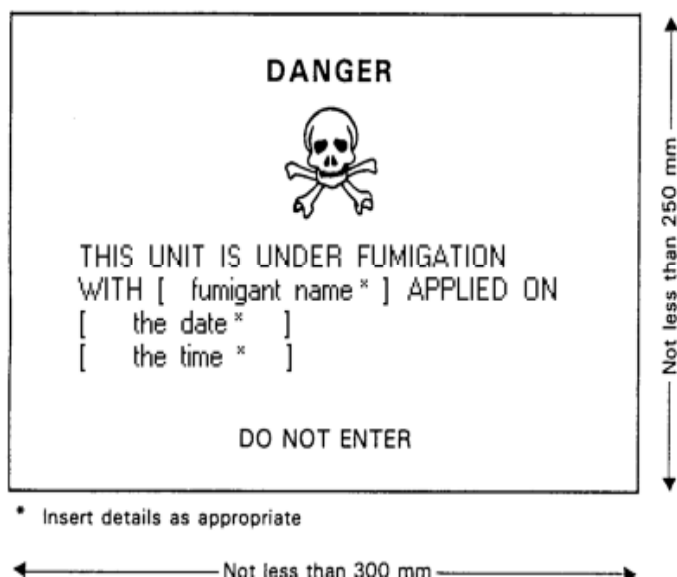 DANGER
THIS UNIT IS UNDER FUMIGATION
WITH [ fumigant name* ] APPLIED ON
[ the date* ]
[ the time * ]
DO NOT ENTER
Not less than 250 mm
* Insert details as appropriate
Not less than 300 mm